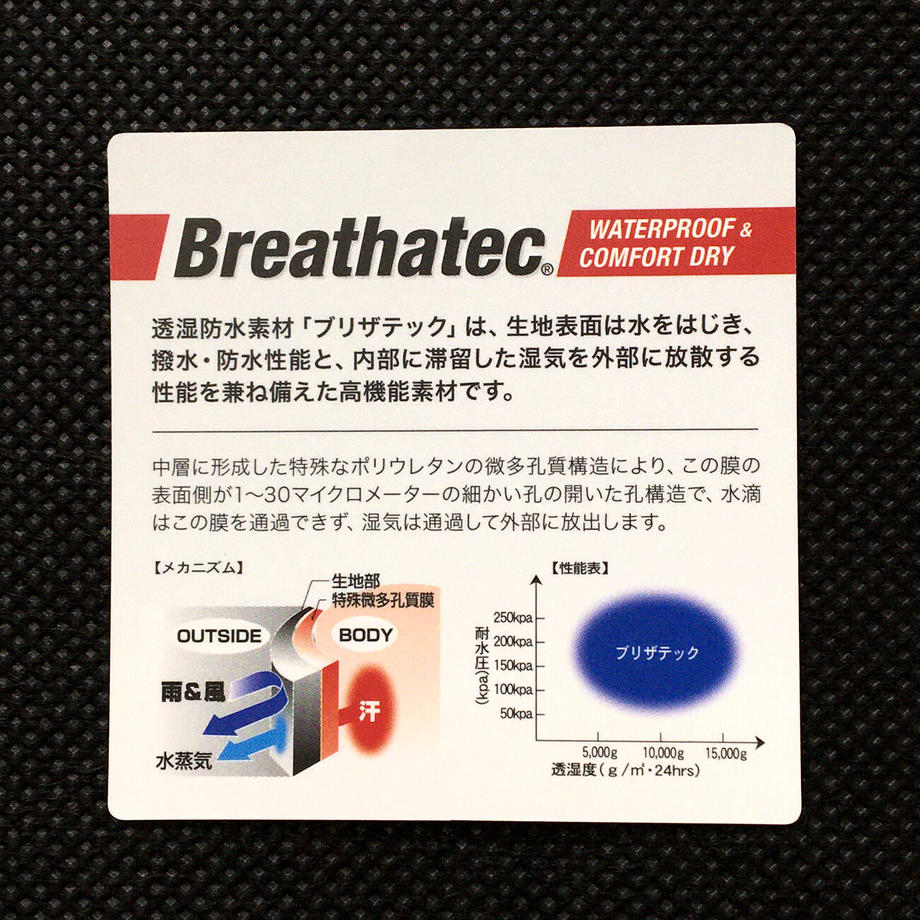 Breathatec®
WATERPROOF &
COMFORT DRY
透湿防水素材「ブリザテック」は、生地表面は水をはじき、
撥水・防水性能と、内部に滞留した湿気を外部に放散する
性能を兼ね備えた高機能素材です。
中層に形成した特殊なポリウレタンの微多孔質構造により、この膜の
表面側が1〜30マイクロメーターの細かい孔の開いた孔構造で、水滴
はこの膜を通過できず、湿気は通過して外部に放出します。
【メカニズム】
生地部
特殊微多孔質膜
OUTSIDE
BODY
雨&風
汗
水蒸気
【性能表】
耐水圧(kpa)
250kpa
200kpa
150kpa
100kpa
50kpa
ブリザテック
5,000g 10,000g 15,000g
透湿度(g/㎡・24hrs)